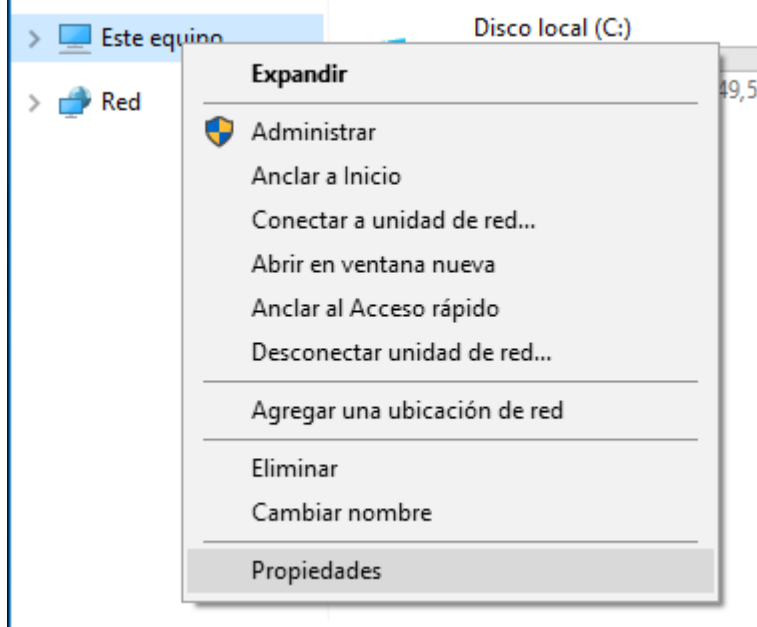 Este equipo
Red
Disco local (C:)
49,5
Expandir
Administrar
Anclar a Inicio
Conectar a unidad de red...
Abrir en ventana nueva
Anclar al Acceso rápido
Desconectar unidad de red...
Agregar una ubicación de red
Eliminar
Cambiar nombre
Propiedades